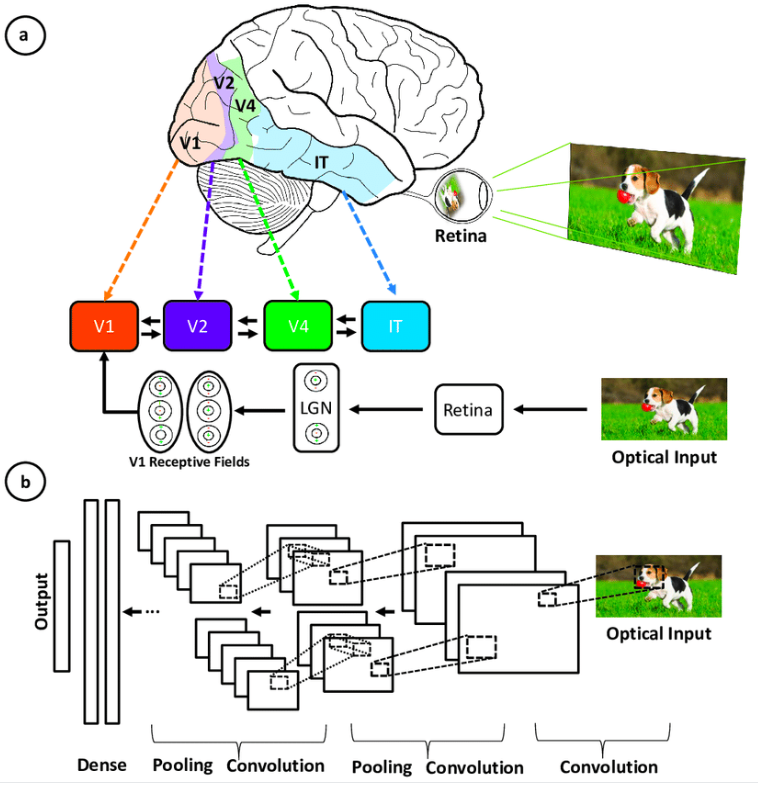 a
V2
V4
V1
IT
Retina
V1
V2
V4
IT
LGN
Retina
V1 Receptive Fields
Optical Input
b
Output
Optical Input
Dense
Pooling
Convolution
Pooling
Convolution
Convolution